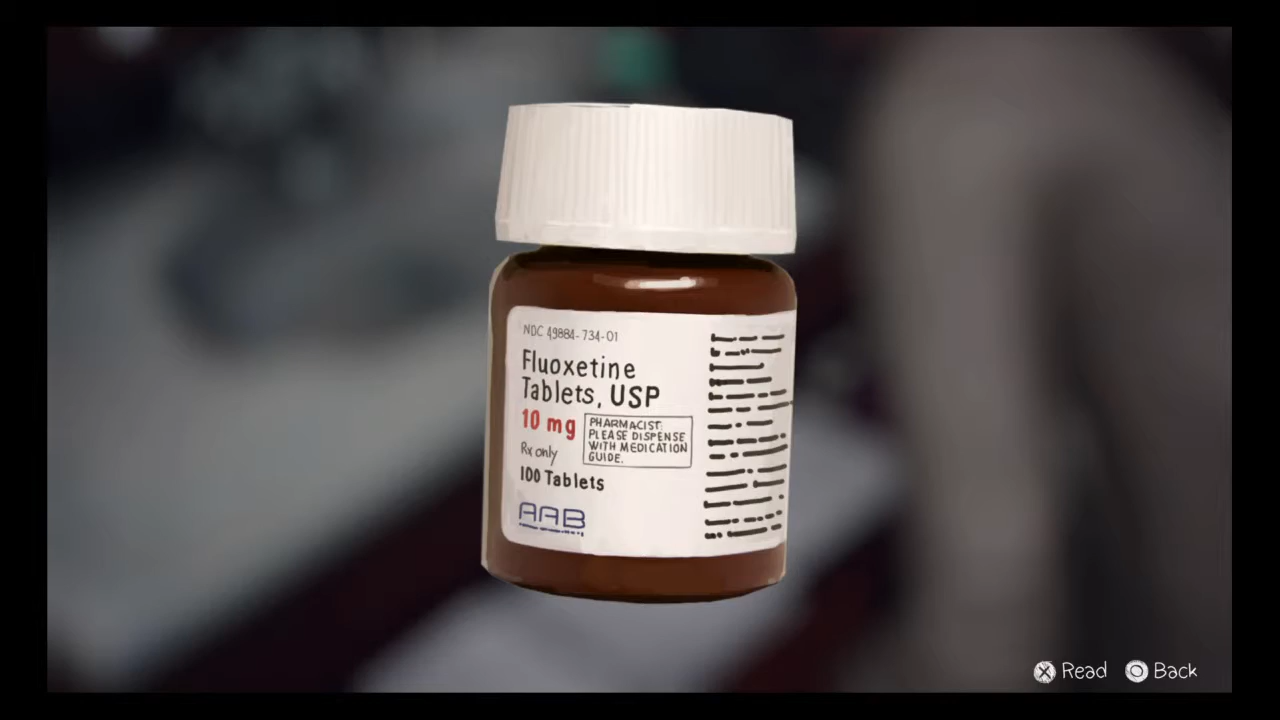 NDC 49884-734-01
Fluoxetine
Tablets, USP
10 mg
PHARMACIST:
PLEASE DISPENSE
WITH MEDICATION
GUIDE.
Rx only
100 Tablets
AAB
Read
Back